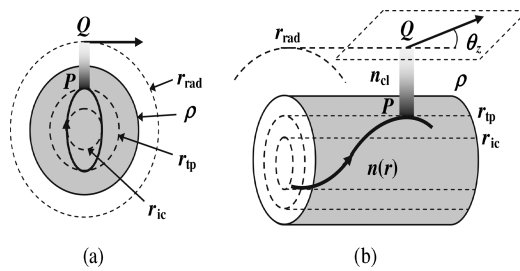 Q
P
r_rad
ρ
r_tp
r_ic
(a)
r_rad
Q
θ_z
n_cl
ρ
P
r_tp
r_ic
n(r)
(b)